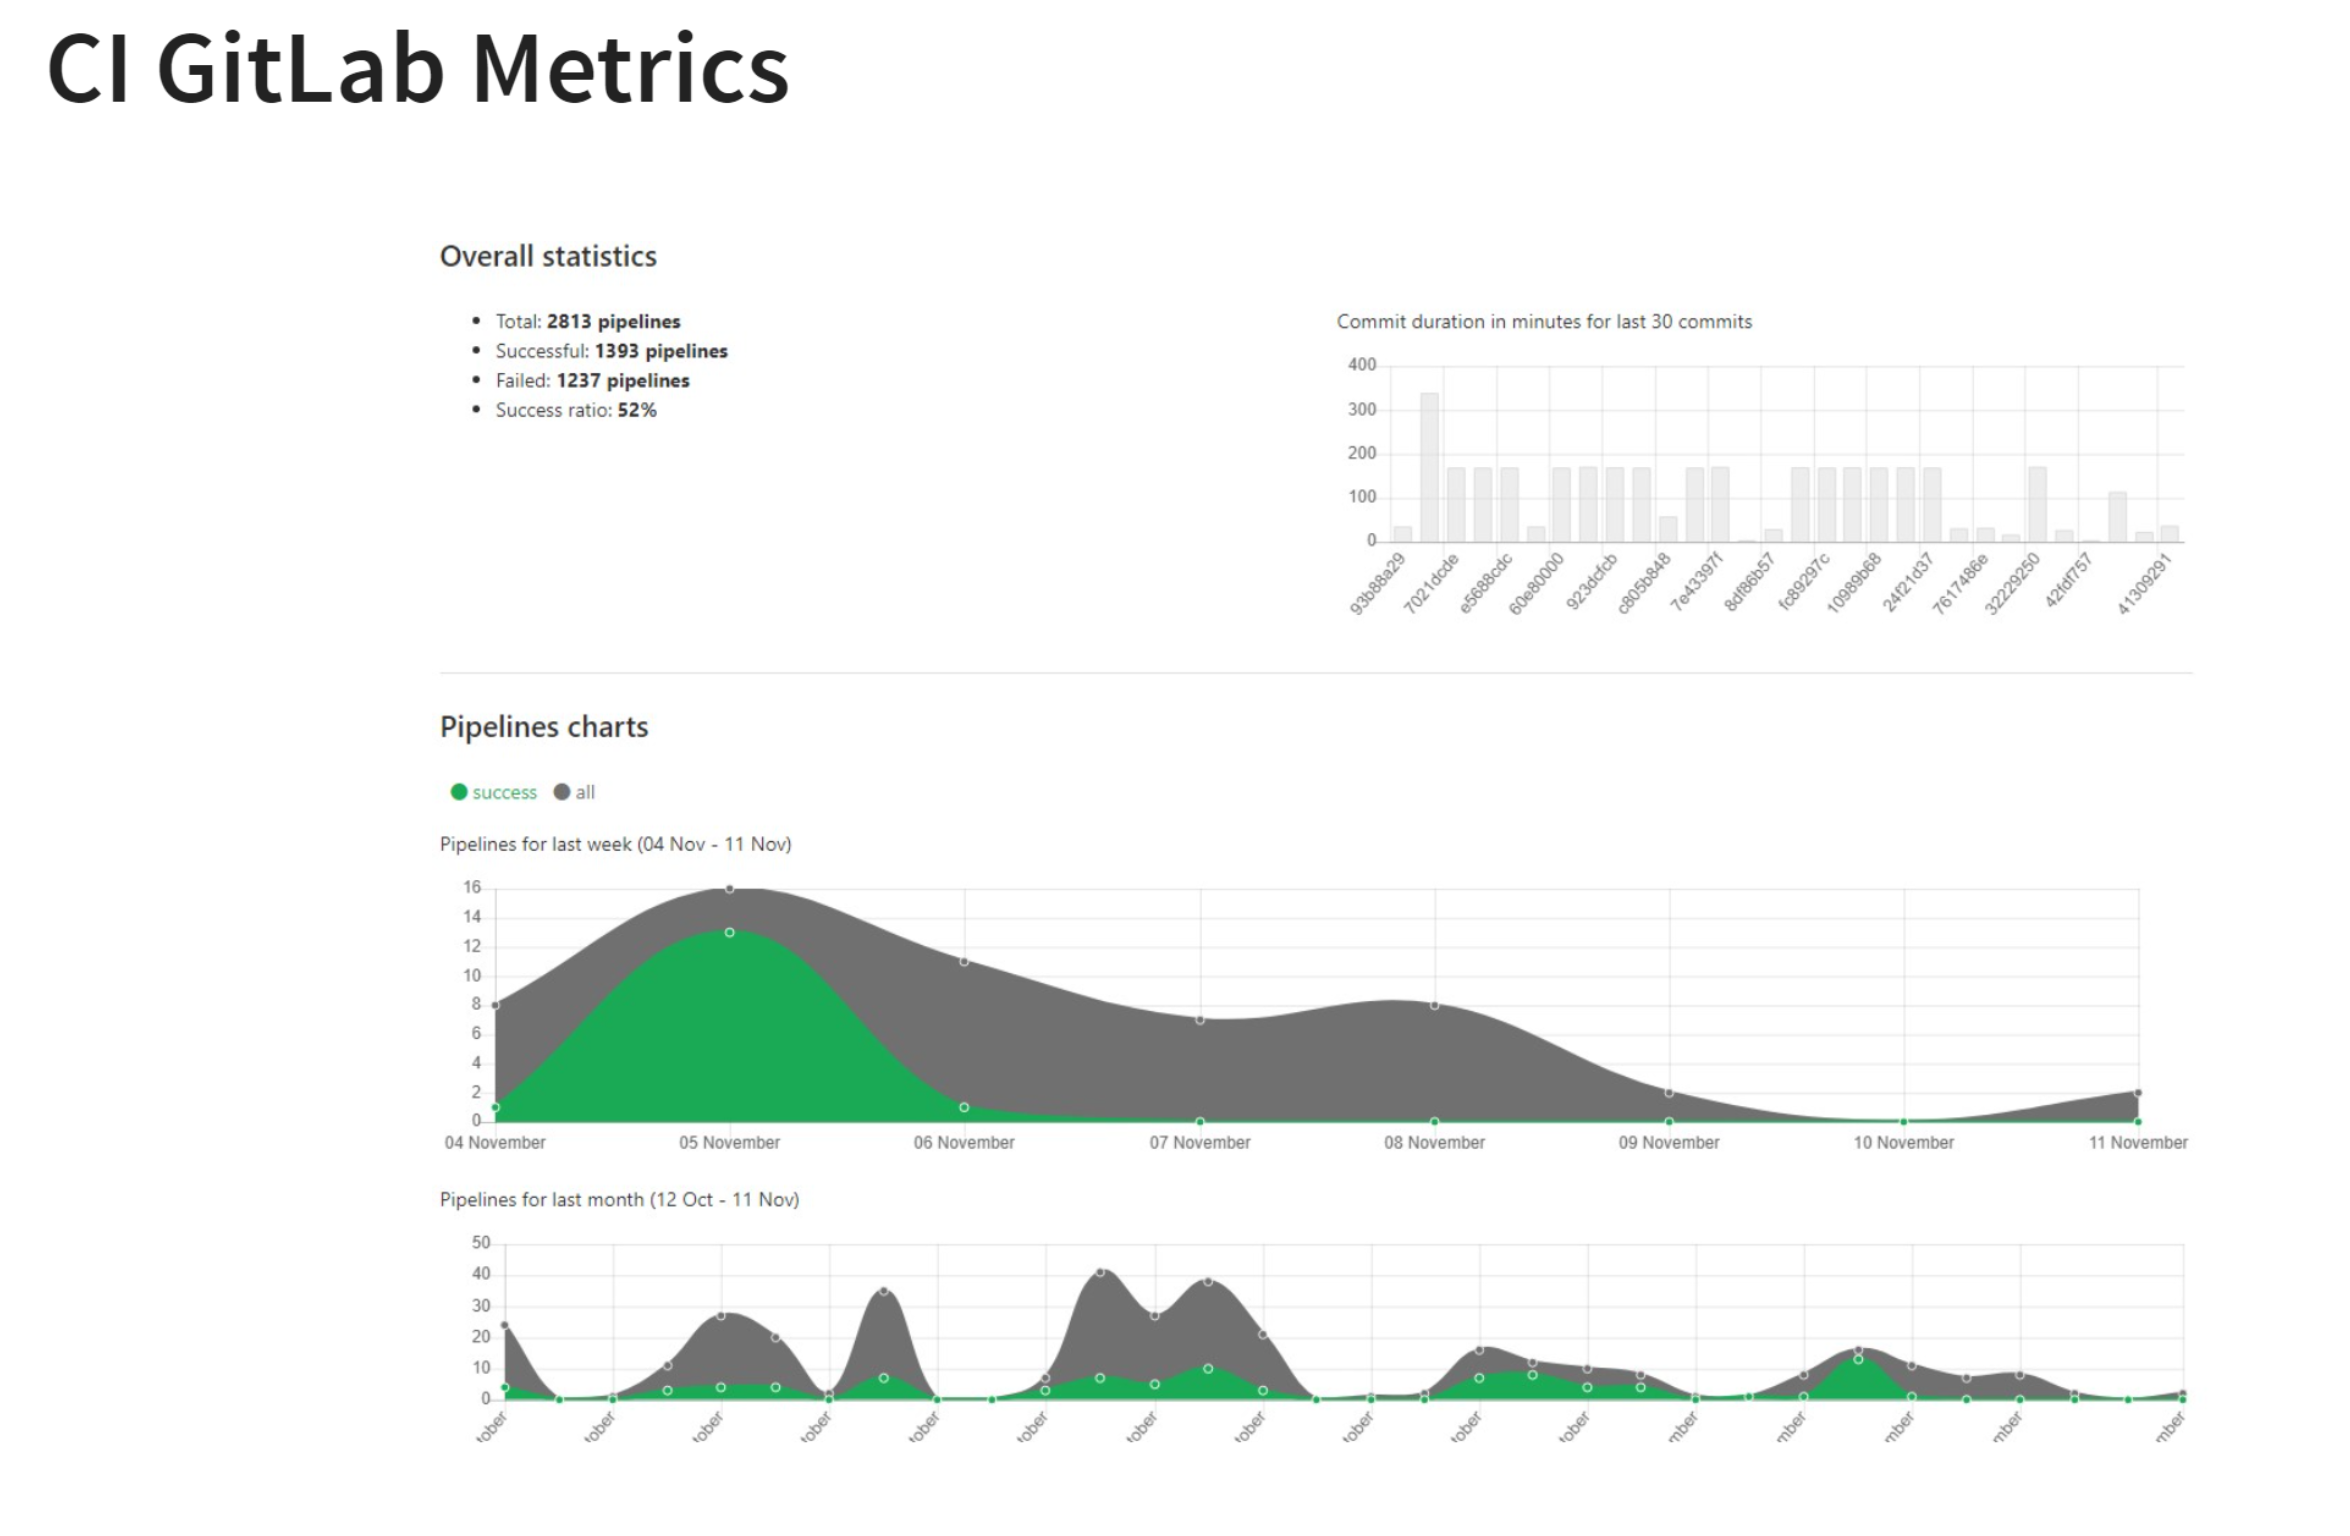 CI GitLab Metrics
Overall statistics
Total: 2813 pipelines
Successful: 1393 pipelines
Failed: 1237 pipelines
Success ratio: 52%
Commit duration in minutes for last 30 commits
400
300
200
100
0
93b88a29
7021dcde
e5688cdc
60e80000
923dcfcb
c805b848
7e43397f
8df86b57
fc89297c
10989b68
24f21d37
7617486e
32229250
42fdf757
41309291
Pipelines charts
success all
Pipelines for last week (04 Nov - 11 Nov)
16
14
12
10
8
6
4
2
0
04 November 05 November 06 November 07 November 08 November 09 November 10 November 11 November
Pipelines for last month (12 Oct - 11 Nov)
50
40
30
20
10
0
tober tober tober tober tober tober tober tober tober tober tober mber mber mber mber mber